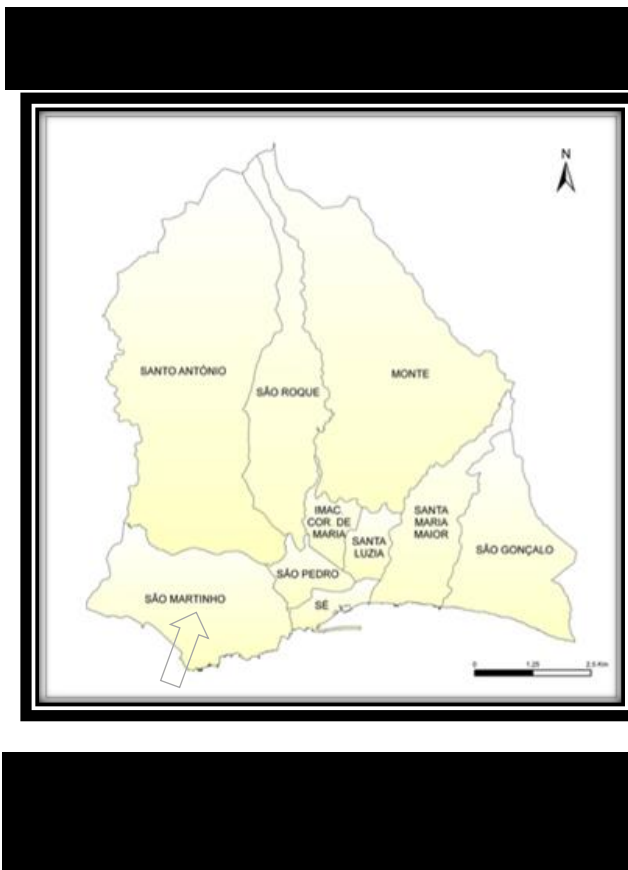 N
SANTO ANTÓNIO
MONTE
SÃO ROQUE
IMAC.
COR. DE
MARIA
SANTA
LUZIA
SANTA
MARIA
MAIOR
SÃO GONÇALO
SÃO PEDRO
SÃO MARTINHO
SÉ
0 1,25 2,5 Km